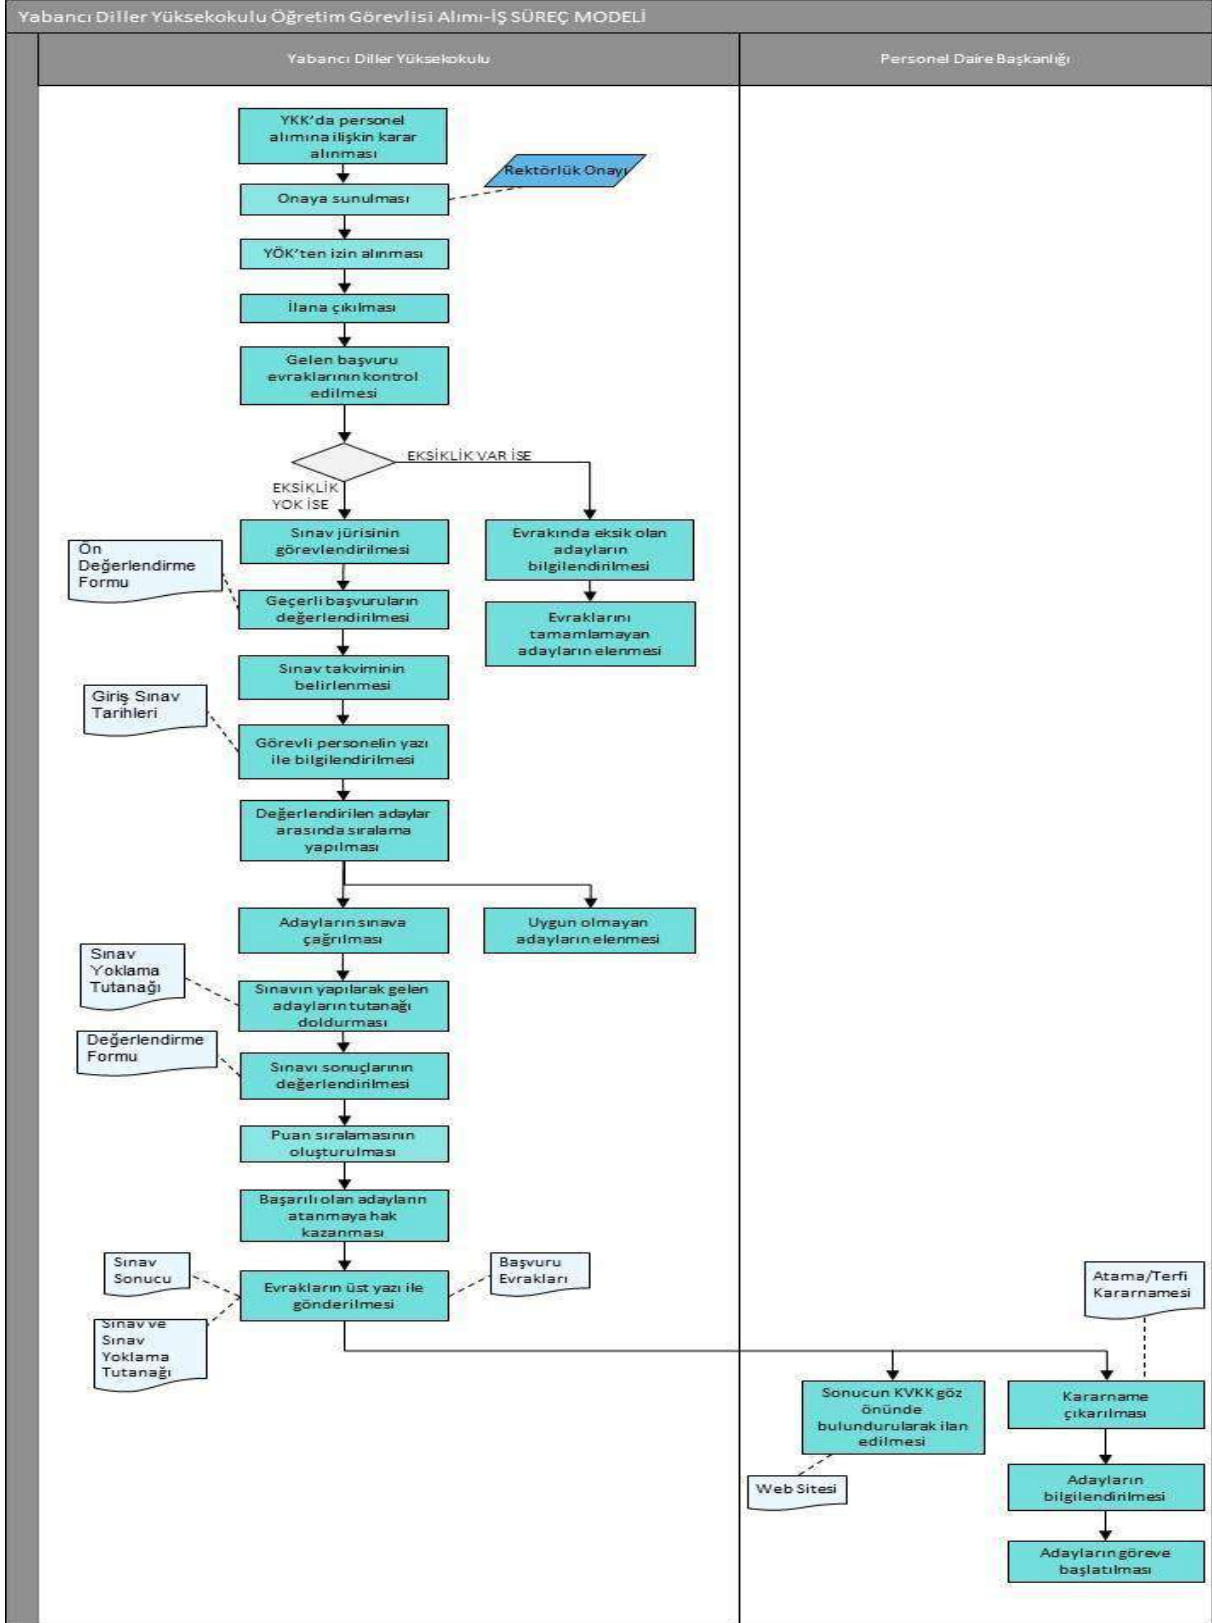 Yabancı Diller Yüksekokulu Öğretim Görevlisi Alımı-İŞ SÜREÇ MODELİ
Yabancı Diller Yüksekokulu
Personel Daire Başkanlığı
YKK’da personel
alımına ilişkin karar
alınması
Rektörlük Onayı
Onaya sunulması
YÖK’ten izin alınması
İlana çıkılması
Gelen başvuru
evraklarının kontrol
edilmesi
EKSİKLİK VAR İSE
EKSİKLİK
YOK İSE
Sınav jürisinin
görevlendirilmesi
Evrakında eksik olan
adayların
bilgilendirilmesi
Ön
Değerlendirme
Formu
Geçerli başvuruların
değerlendirilmesi
Evraklarını
tamamlamayan
adayların elenmesi
Sınav takviminin
belirlenmesi
Giriş Sınav
Tarihleri
Görevli personelin yazı
ile bilgilendirilmesi
Değerlendirilen adaylar
arasında sıralama
yapılması
Adayların sınava
çağrılması
Uygun olmayan
adayların elenmesi
Sınav
Yoklama
Tutanağı
Sınavın yapılarak gelen
adayların tutanağı
doldurması
Değerlendirme
Formu
Sınavı sonuçlarının
değerlendirilmesi
Puan sıralamasının
oluşturulması
Başarılı olan adayların
atanmaya hak
kazanması
Sınav
Sonucu
Başvuru
Evrakları
Evrakların üst yazı ile
gönderilmesi
Atama/Terfi
Kararnamesi
Sınav ve
Sınav
Yoklama
Tutanağı
Sonucun KVKK göz
önünde
bulundurularak ilan
edilmesi
Kararname
çıkarılması
Web Sitesi
Adayların
bilgilendirilmesi
Adayların göreve
başlatılması